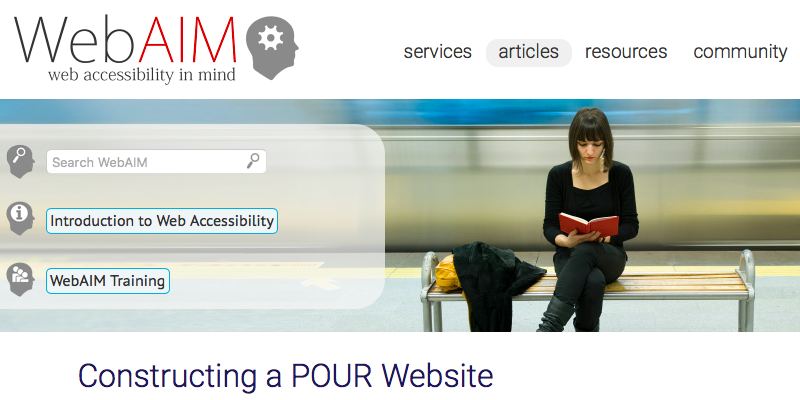 WebAIM
web accessibility in mind
services articles resources community
Search WebAIM
Introduction to Web Accessibility
WebAIM Training
Constructing a POUR Website